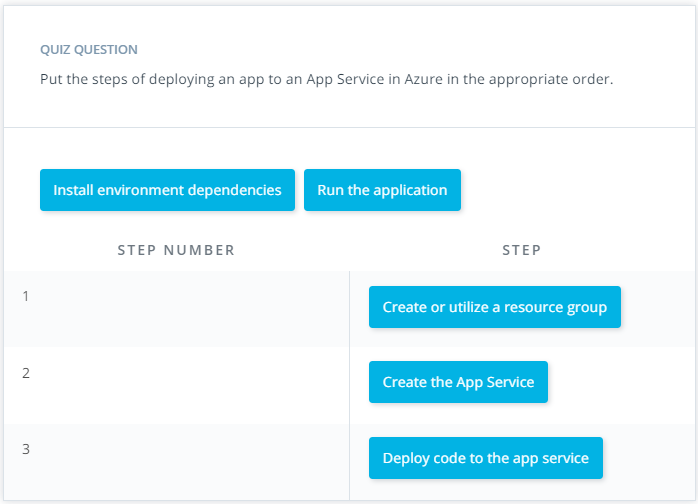 QUIZ QUESTION
Put the steps of deploying an app to an App Service in Azure in the appropriate order.
Install environment dependencies
Run the application
STEP NUMBER
STEP
1
Create or utilize a resource group
2
Create the App Service
3
Deploy code to the app service